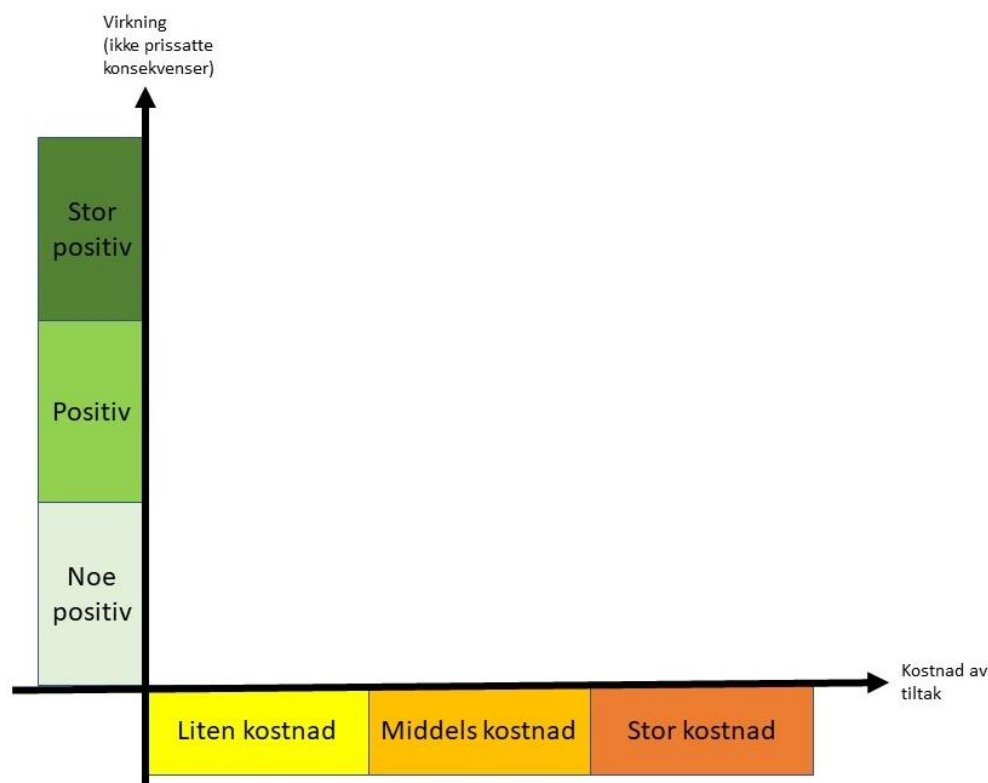 Virkning
(ikke prissatte
konsekvenser)
Stor
positiv
Positiv
Noe
positiv
Kostnad av
tiltak
Liten kostnad
Middels kostnad
Stor kostnad